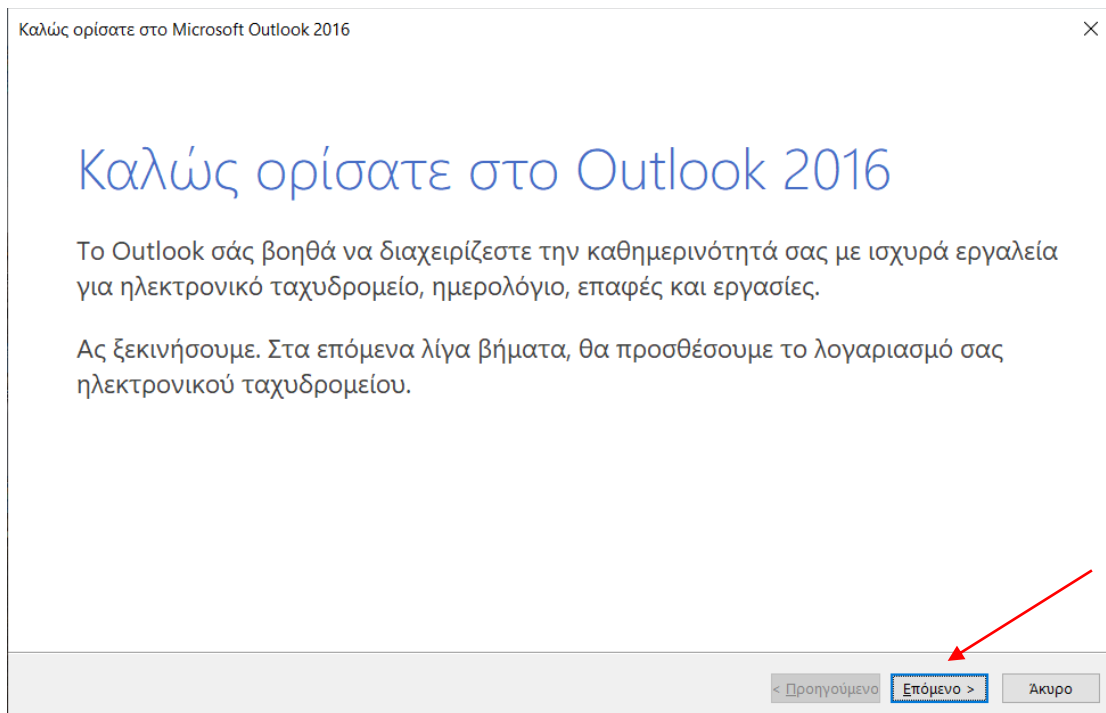 Καλώς ορίσατε στο Microsoft Outlook 2016
Καλώς ορίσατε στο Outlook 2016
Το Outlook σάς βοηθά να διαχειρίζεστε την καθημερινότητά σας με ισχυρά εργαλεία
για ηλεκτρονικό ταχυδρομείο, ημερολόγιο, επαφές και εργασίες.
Ας ξεκινήσουμε. Στα επόμενα λίγα βήματα, θα προσθέσουμε το λογαριασμό σας
ηλεκτρονικού ταχυδρομείου.
< Προηγούμενο Επόμενο > Άκυρο